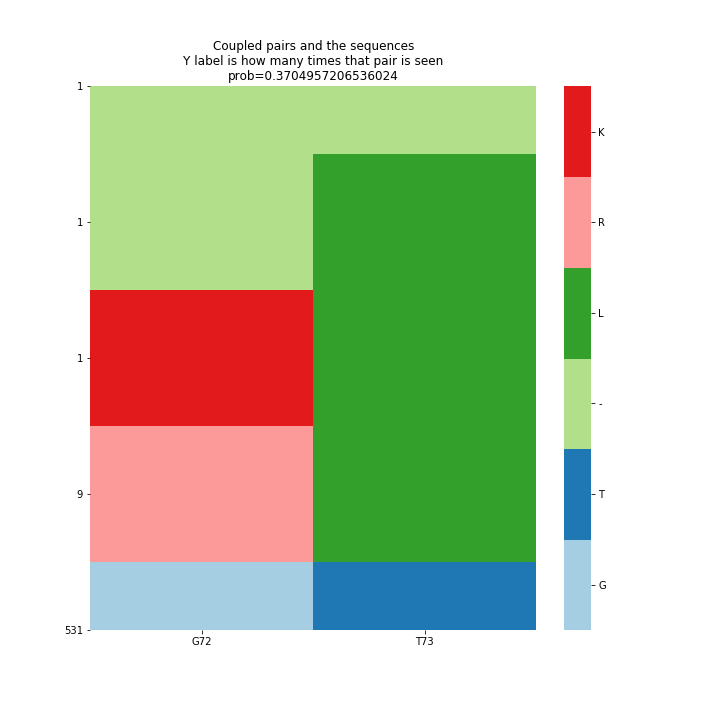 Coupled pairs and the sequences
Y label is how many times that pair is seen
prob=0.3704957206536024
1
1
1
9
531
G72
T73
K
R
L
-
T
G